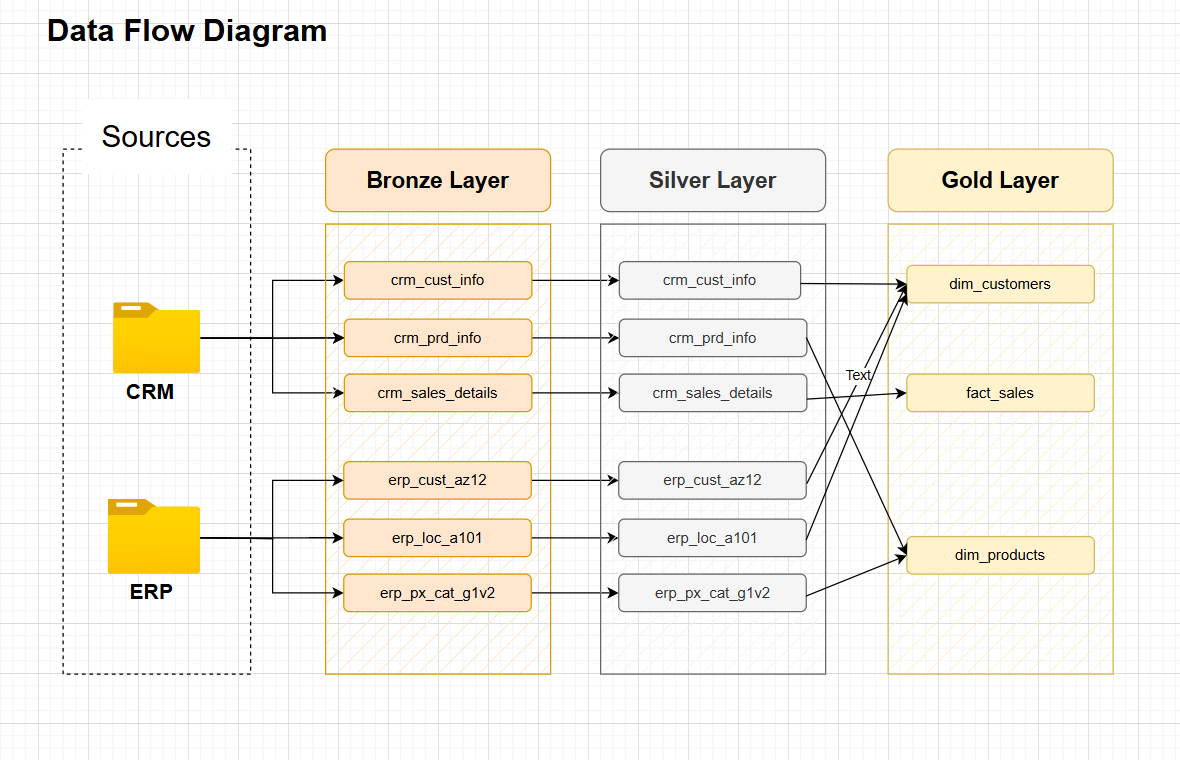 Data Flow Diagram
Sources
Bronze Layer
Silver Layer
Gold Layer
crm_cust_info
crm_cust_info
dim_customers
crm_prd_info
crm_prd_info
Text
CRM
crm_sales_details
crm_sales_details
fact_sales
erp_cust_az12
erp_cust_az12
erp_loc_a101
erp_loc_a101
dim_products
ERP
erp_px_cat_g1v2
erp_px_cat_g1v2